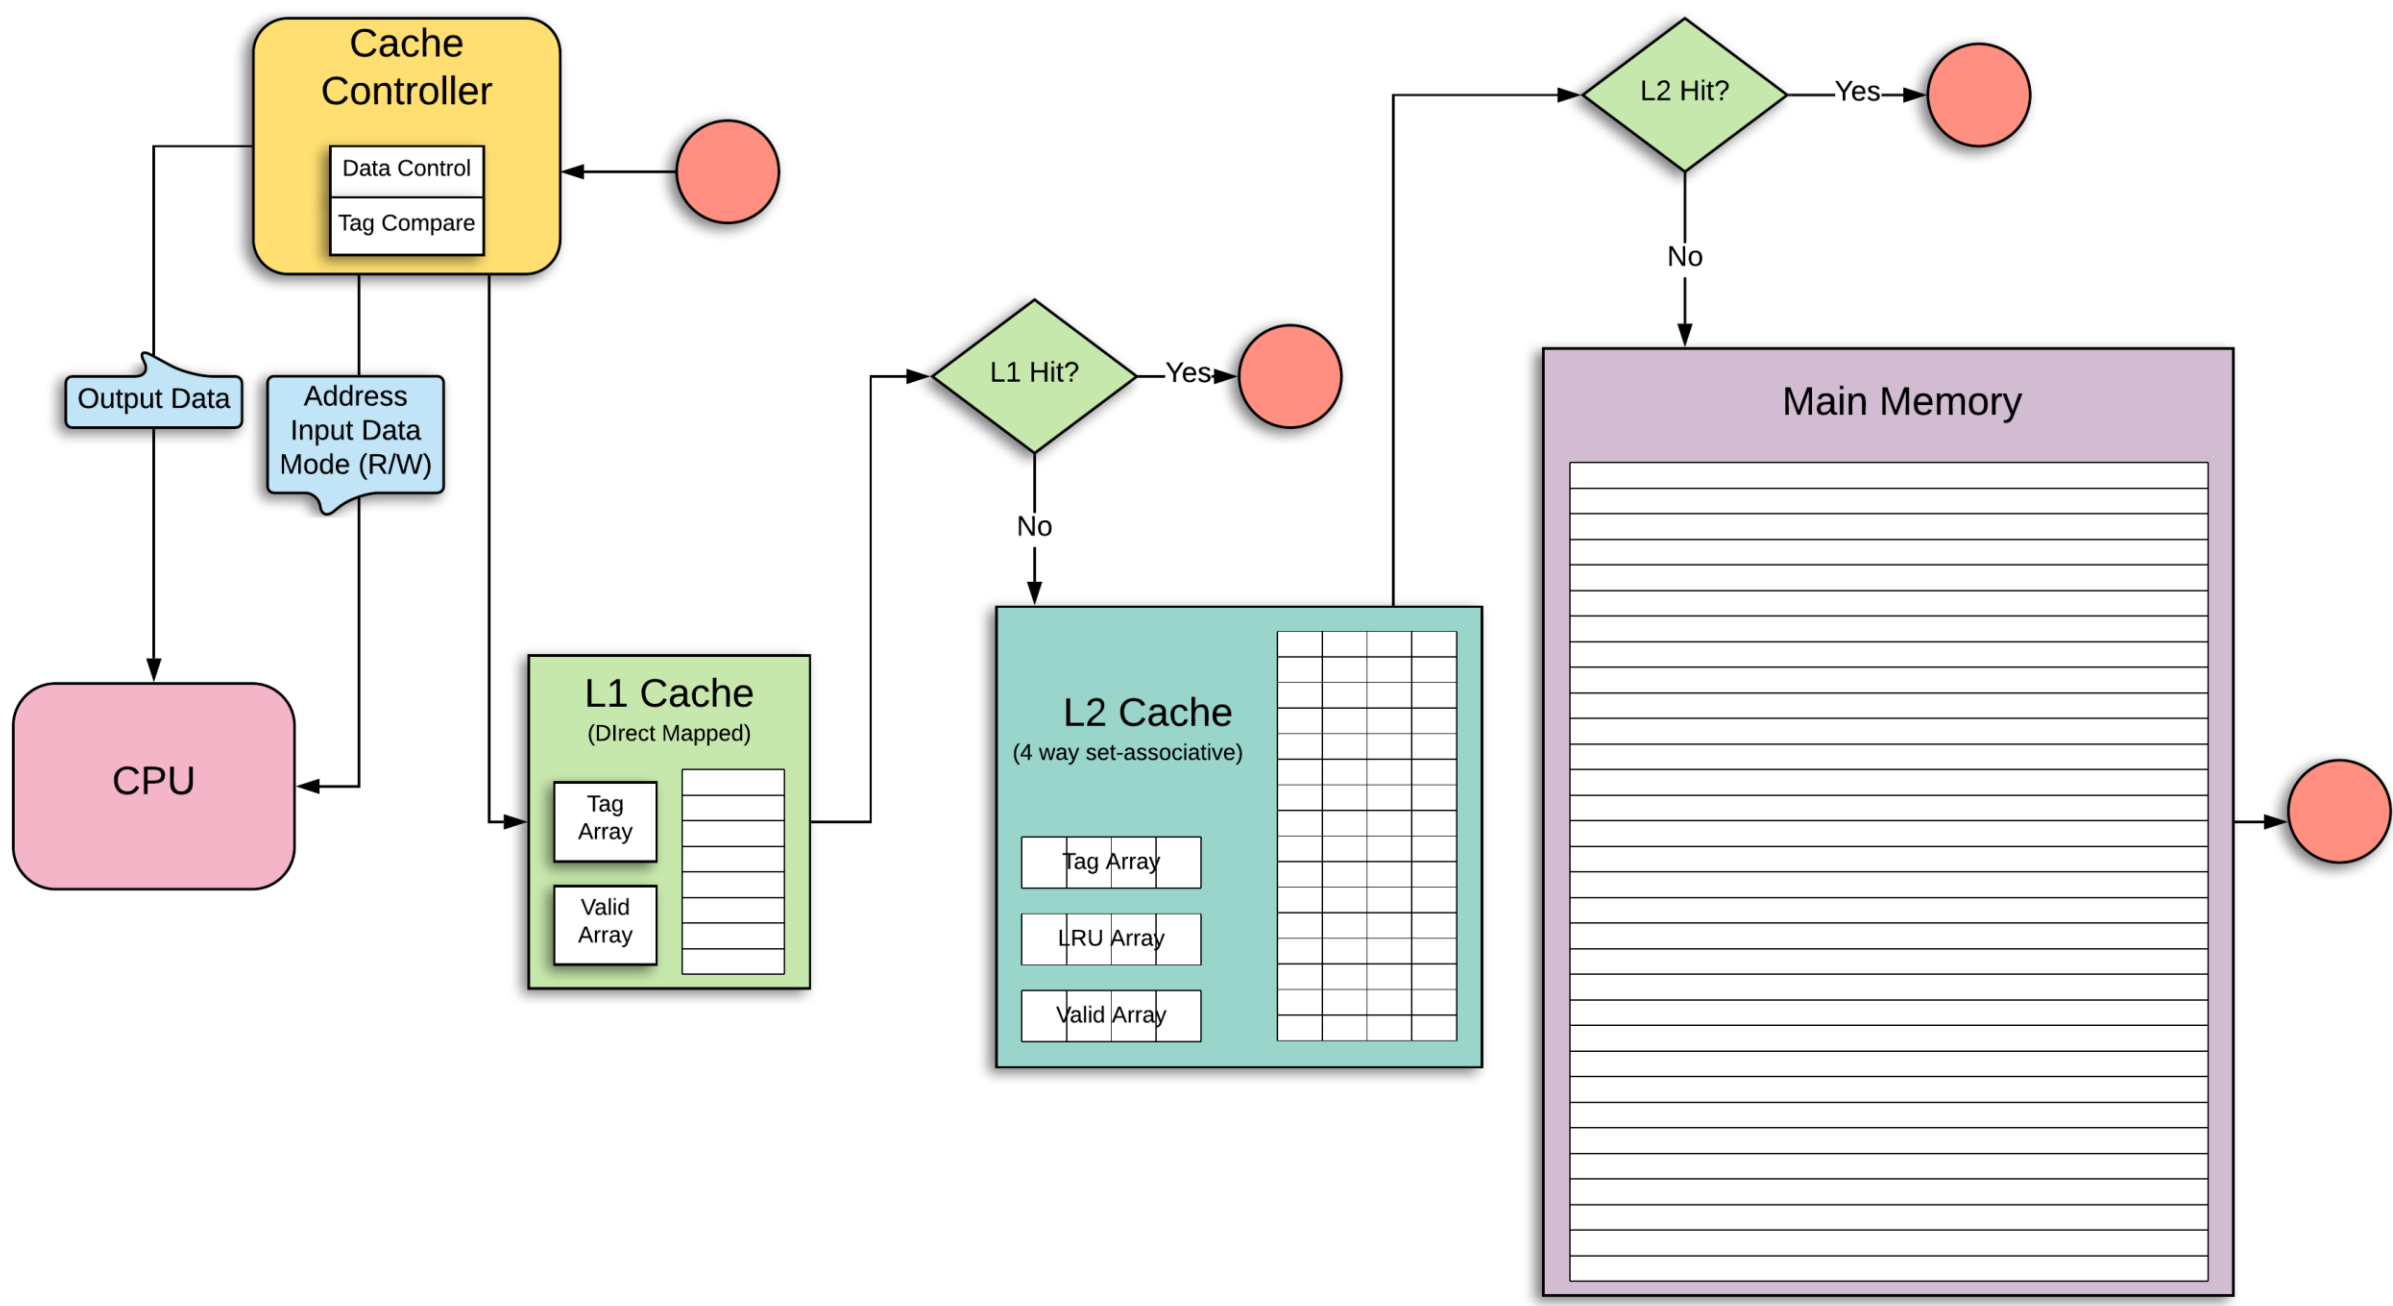 Cache
Controller
Data Control
Tag Compare
Output Data
Address
Input Data
Mode (R/W)
CPU
L1 Cache
(DIrect Mapped)
Tag
Array
Valid
Array
L1 Hit?
Yes
No
L2 Cache
(4 way set-associative)
Tag Array
LRU Array
Valid Array
L2 Hit?
Yes
No
Main Memory